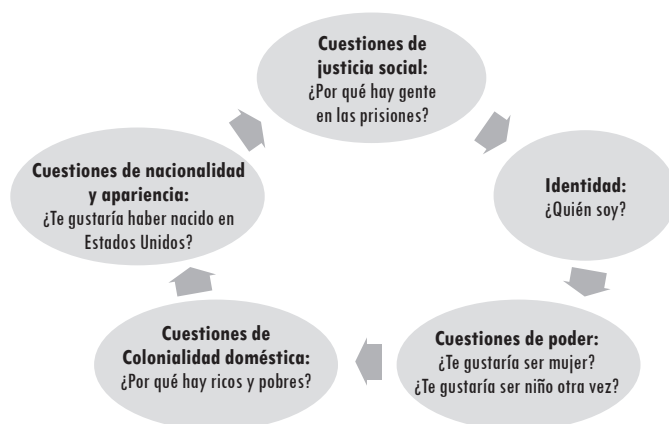 Cuestiones de
justicia social:
¿Por qué hay gente
en las prisiones?
Identidad:
¿Quién soy?
Cuestiones de poder:
¿Te gustaría ser mujer?
¿Te gustaría ser niño otra vez?
Cuestiones de
Colonialidad doméstica:
¿Por qué hay ricos y pobres?
Cuestiones de nacionalidad
y apariencia:
¿Te gustaría haber nacido en
Estados Unidos?